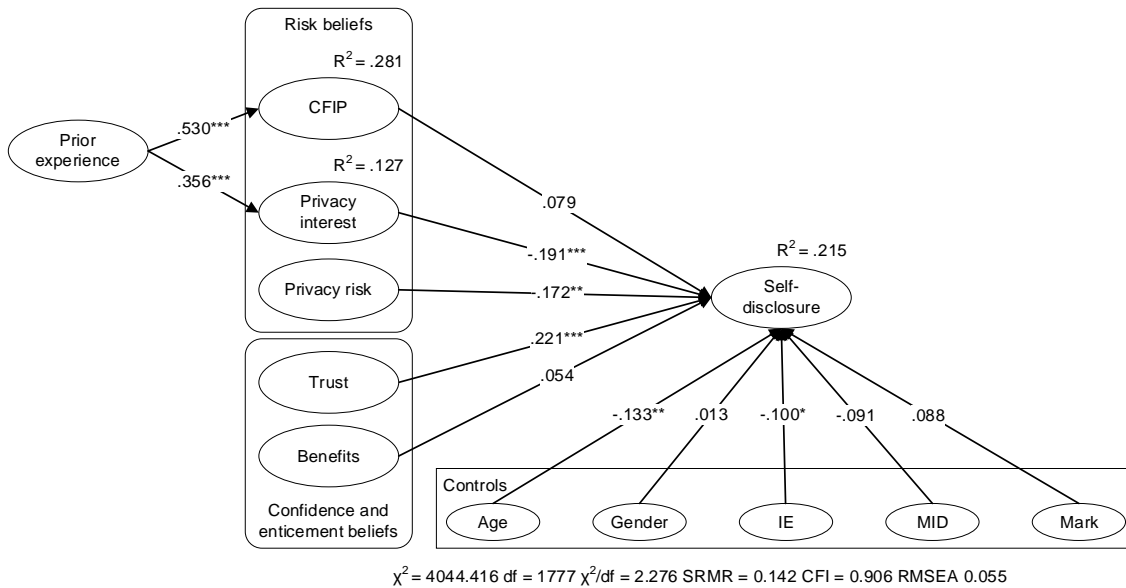 Risk beliefs
R² = .281
CFIP
.530***
Prior
experience
.356***
R² = .127
Privacy
interest
.079
-.191***
Privacy risk
-.172**
R² = .215
Self-
disclosure
.221***
Trust
.054
Benefits
Confidence and
enticement beliefs
-.133**
.013
-.100*
-.091
.088
Controls
Age
Gender
IE
MID
Mark
χ² = 4044.416 df = 1777 χ²/df = 2.276 SRMR = 0.142 CFI = 0.906 RMSEA 0.055